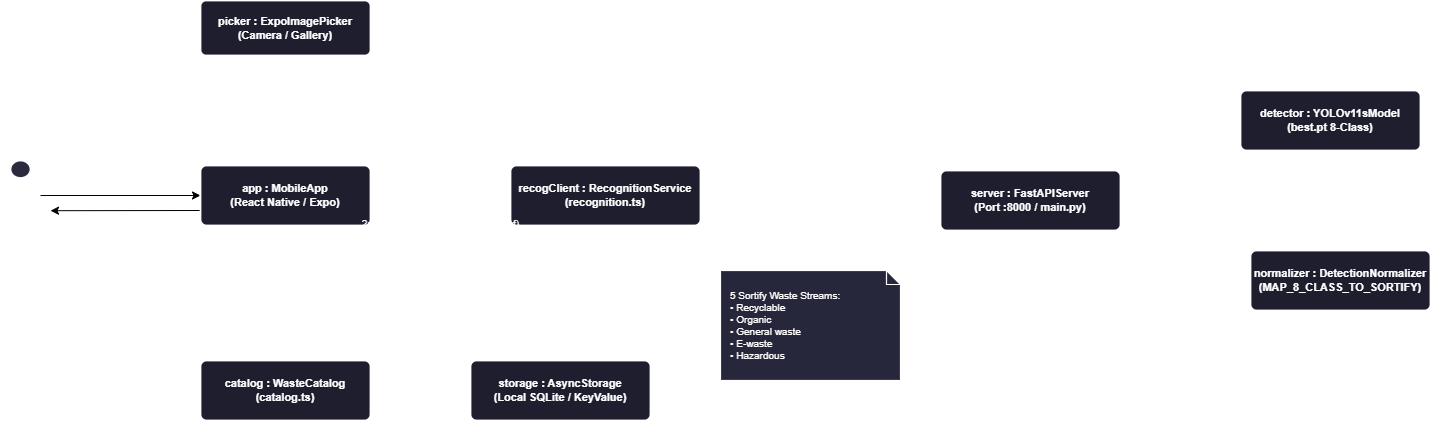 picker : ExpoImagePicker
(Camera / Gallery)
detector : YOLOv11sModel
(best.pt 8-Class)
app : MobileApp
(React Native / Expo)
recogClient : RecognitionService
(recognition.ts)
server : FastAPIServer
(Port :8000 / main.py)
normalizer : DetectionNormalizer
(MAP_8_CLASS_TO_SORTIFY)
5 Sortify Waste Streams:
• Recyclable
• Organic
• General waste
• E-waste
• Hazardous
catalog : WasteCatalog
(catalog.ts)
storage : AsyncStorage
(Local SQLite / KeyValue)